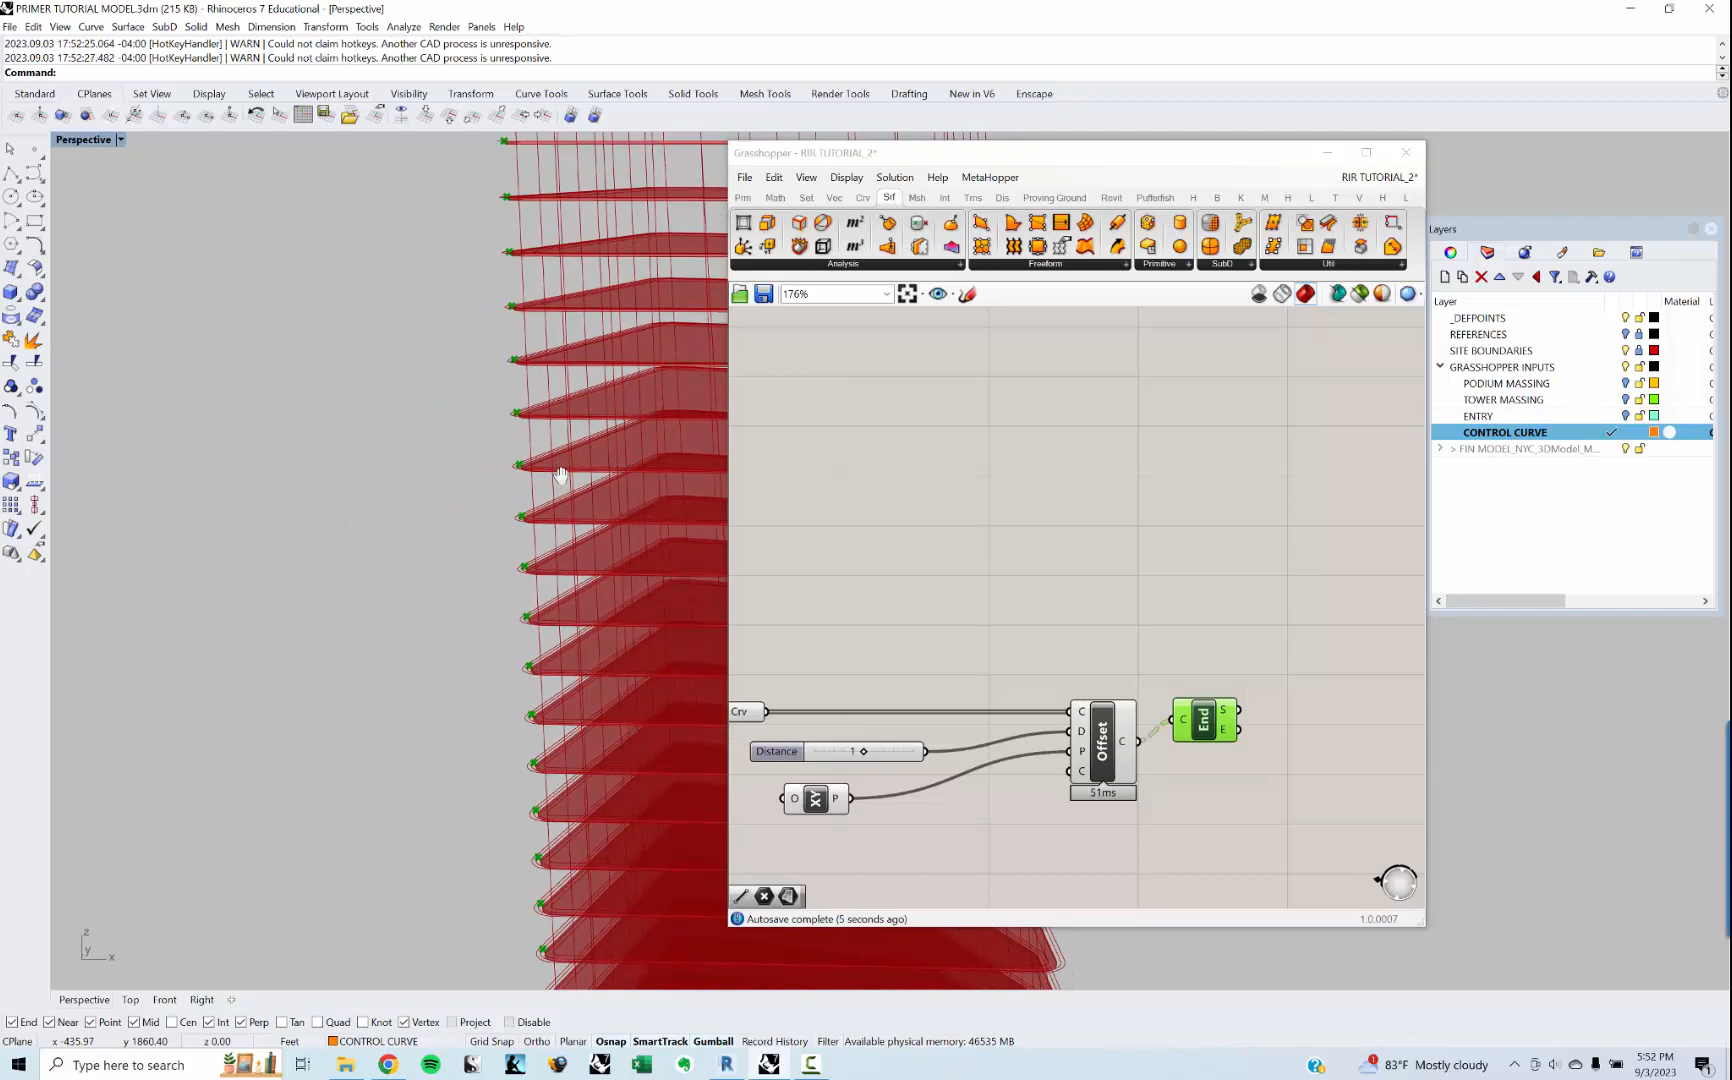 PRIMER TUTORIAL MODEL.3dm (215 KB) - Rhinoceros 7 Educational - [Perspective]
File Edit View Curve Surface SubD Solid Mesh Dimension Transform Tools Analyze Render Panels Help
2023.09.03 17:52:25.064 -04:00 [HotKeyHandler] | WARN | Could not claim hotkeys. Another CAD process is unresponsive.
2023.09.03 17:52:27.482 -04:00 [HotKeyHandler] | WARN | Could not claim hotkeys. Another CAD process is unresponsive.
Command:
Standard CPlanes Set View Display Select Viewport Layout Visibility Transform Curve Tools Surface Tools Solid Tools Mesh Tools Render Tools Drafting New in V6 Enscape
Perspective
Grasshopper - RIR TUTORIAL_2*
File Edit View Display Solution Help MetaHopper RIR TUTORIAL_2*
Prm Math Set Vec Crv Srf Msh Int Trns Dis Proving Ground Revit Pufferfish H B K M H L T V H L
Analysis Freeform Primitive SubD Util
176%
Layers
Layer Material
_DEFPOINTS
REFERENCES
SITE BOUNDARIES
GRASSHOPPER INPUTS
PODIUM MASSING
TOWER MASSING
ENTRY
CONTROL CURVE
> FIN MODEL_NYC_3DModel_M...
Crv
Distance 1
O XY P
C D P C Offset C
51ms
C End S E
Autosave complete (5 seconds ago) 1.0.0007
z
y x
Perspective Top Front Right
End Near Point Mid Cen Int Perp Tan Quad Knot Vertex Project Disable
CPlane x -435.97 y 1860.40 z 0.00 Feet CONTROL CURVE Grid Snap Ortho Planar Osnap SmartTrack Gumball Record History Filter Available physical memory: 46535 MB
Type here to search
83°F Mostly cloudy
5:52 PM
9/3/2023